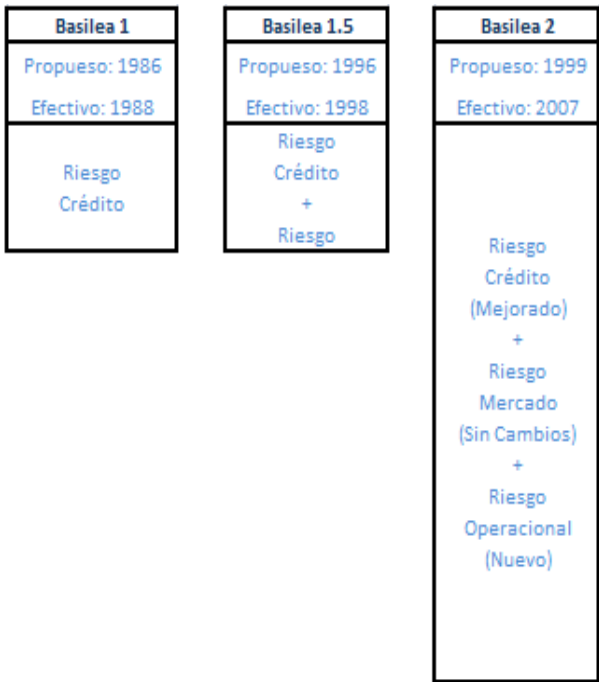 Basilea 1
Propueso: 1986
Efectivo: 1988
Riesgo
Crédito
Basilea 1.5
Propueso: 1996
Efectivo: 1998
Riesgo
Crédito
+
Riesgo
Basilea 2
Propueso: 1999
Efectivo: 2007
Riesgo
Crédito
(Mejorado)
+
Riesgo
Mercado
(Sin Cambios)
+
Riesgo
Operacional
(Nuevo)